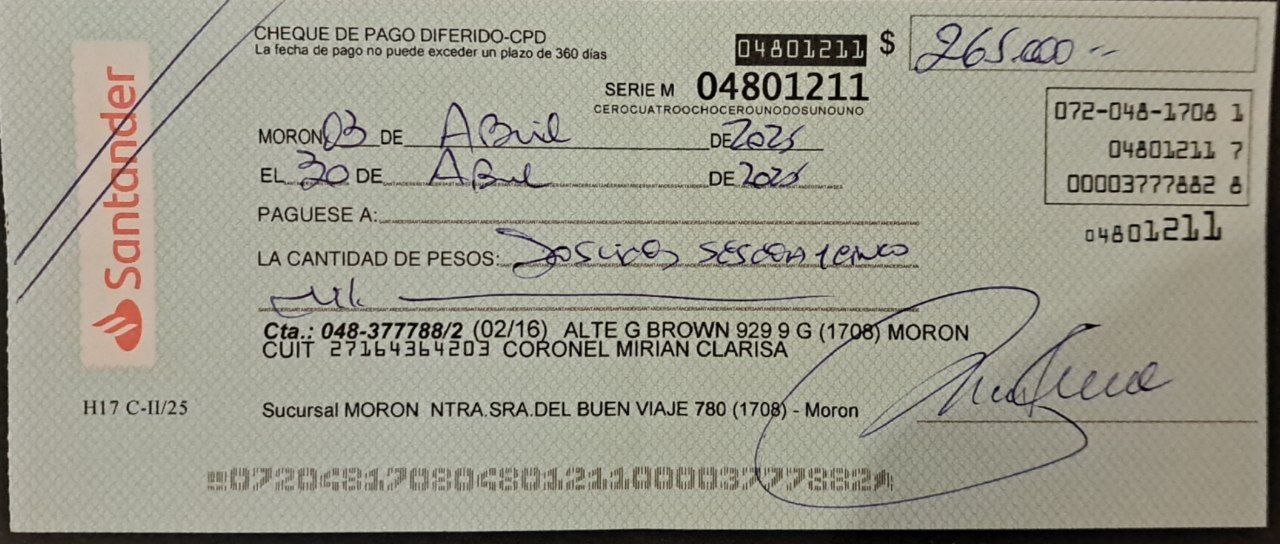 Santander
CHEQUE DE PAGO DIFERIDO-CPD
La fecha de pago no puede exceder un plazo de 360 días
04801211 $ 265.000--
SERIE M 04801211
CEROCUATROOCHOCEROUNODOSUNOUNO
072-048-1708 1
04801211 7
00003777882 8
04801211
MORON 03 DE Abril DE 2025
EL 30 DE Abril DE 2025
PAGUESE A:
LA CANTIDAD DE PESOS:
Cta.: 048-377788/2 (02/16) ALTE G BROWN 929 9 G (1708) MORON
CUIT 27164364203 CORONEL MIRIAN CLARISA
H17 C-II/25
Sucursal MORON NTRA.SRA.DEL BUEN VIAJE 780 (1708) - Moron
07204817080480121100003777882